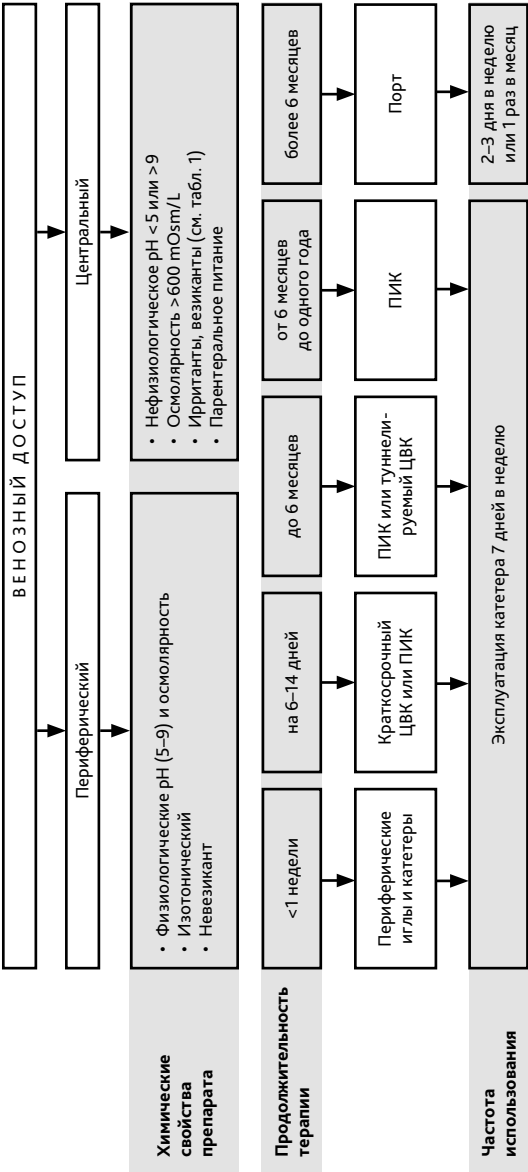 ВЕНОЗНЫЙ ДОСТУП
Периферический
Центральный
Химические
свойства
препарата
• Физиологические pH (5–9) и осмолярность
• Изотонический
• Невезикант
• Нефизиологическое pH <5 или >9
• Осмолярность >600 mOsm/L
• Ирританты, везиканты (см. табл. 1)
• Парентеральное питание
Продолжительность
терапии
<1 недели
на 6–14 дней
до 6 месяцев
от 6 месяцев
до одного года
более 6 месяцев
Периферические
иглы и катетеры
Краткосрочный
ЦВК или ПИК
ПИК или туннели-
руемый ЦВК
ПИК
Порт
Частота
использования
Эксплуатация катетера 7 дней в неделю
2–3 дня в неделю
или 1 раз в месяц